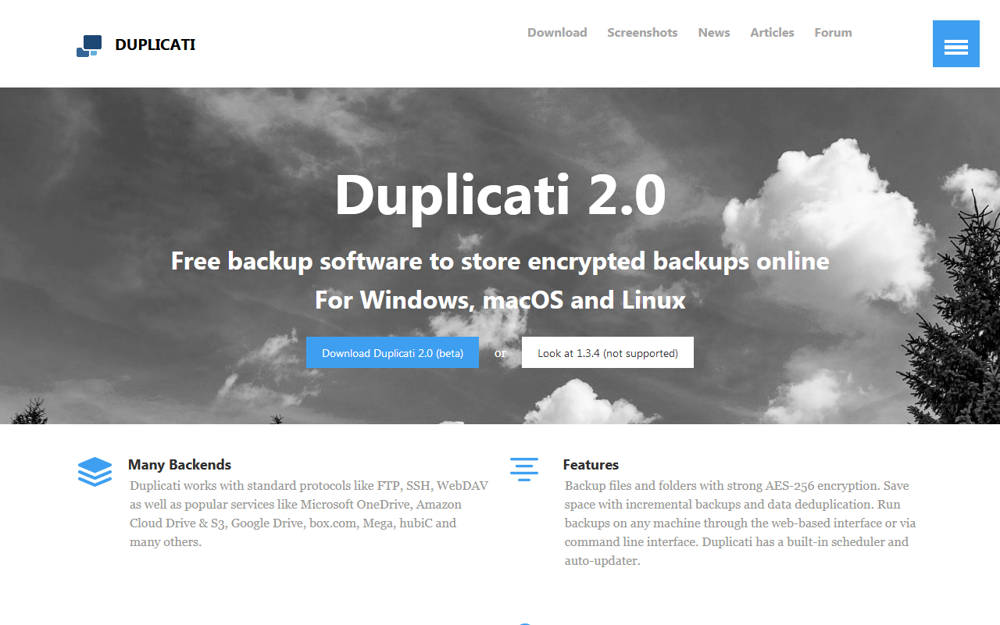 DUPLICATI
Download Screenshots News Articles Forum
Duplicati 2.0
Free backup software to store encrypted backups online
For Windows, macOS and Linux
Download Duplicati 2.0 (beta) or Look at 1.3.4 (not supported)
Many Backends
Duplicati works with standard protocols like FTP, SSH, WebDAV
as well as popular services like Microsoft OneDrive, Amazon
Cloud Drive & S3, Google Drive, box.com, Mega, hubiC and
many others.
Features
Backup files and folders with strong AES-256 encryption. Save
space with incremental backups and data deduplication. Run
backups on any machine through the web-based interface or via
command line interface. Duplicati has a built-in scheduler and
auto-updater.